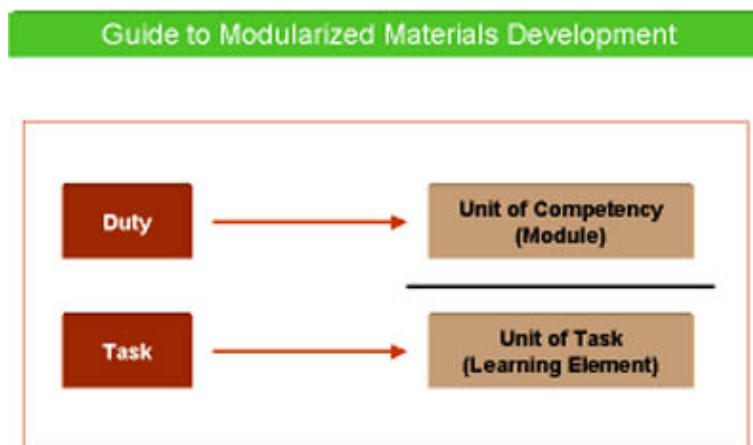 Guide to Modularized Materials Development
Duty
Unit of Competency
(Module)
Task
Unit of Task
(Learning Element)